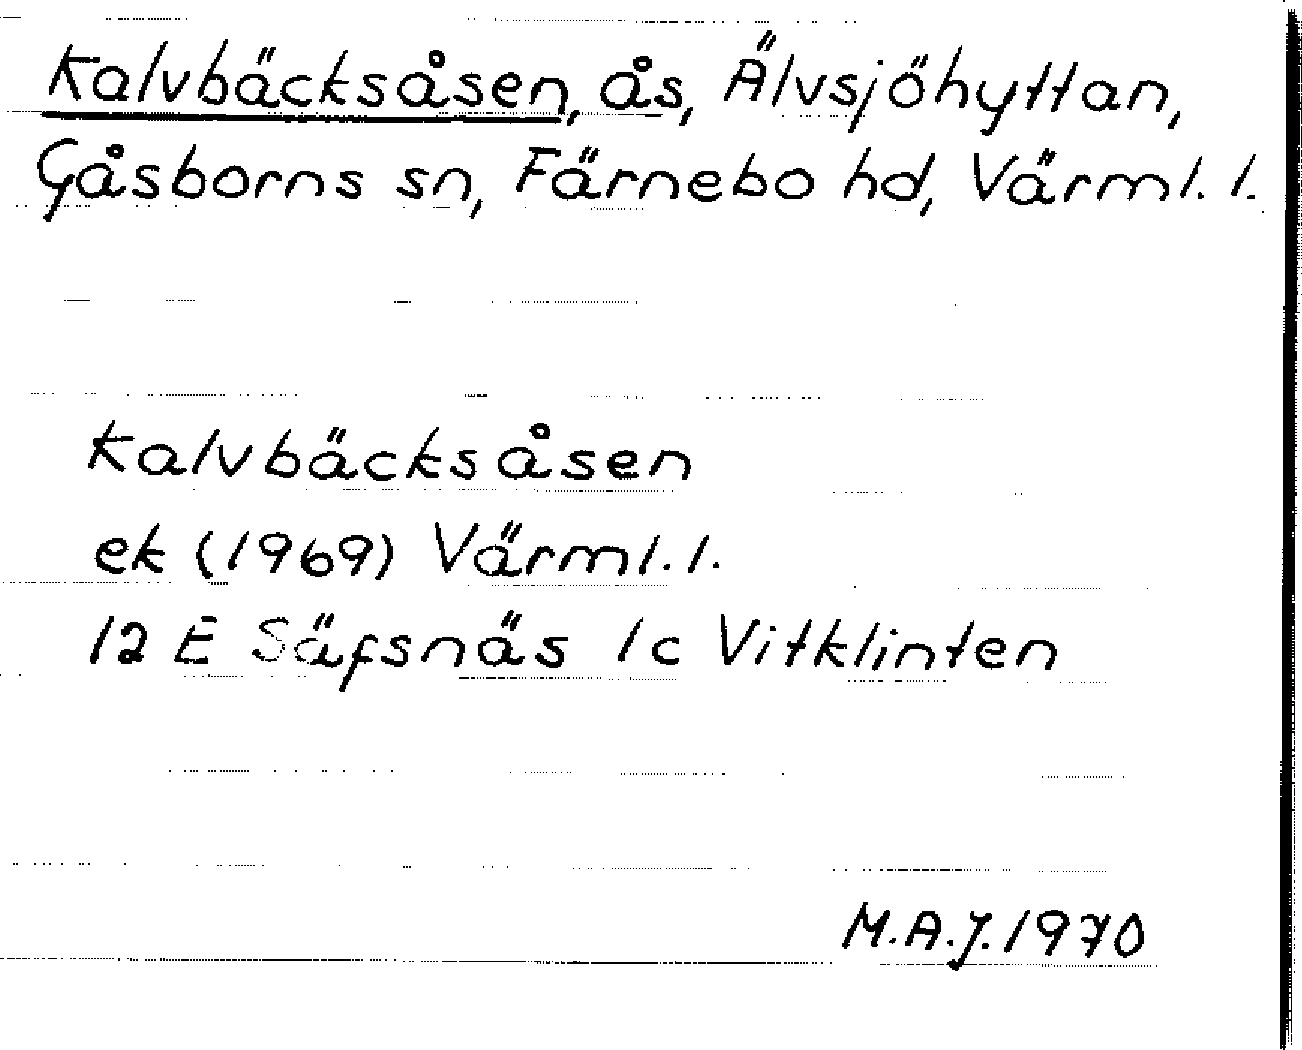 Kalvbäcksåsen, ås, Älvsjöhyttan,
Gåsborns sn, Färnebo hd, Värml. l.
Kalvbäcksåsen
ek (1969) Värml. l.
12 E Säfsnäs 1c Vitklinten
M.A.J. 1970